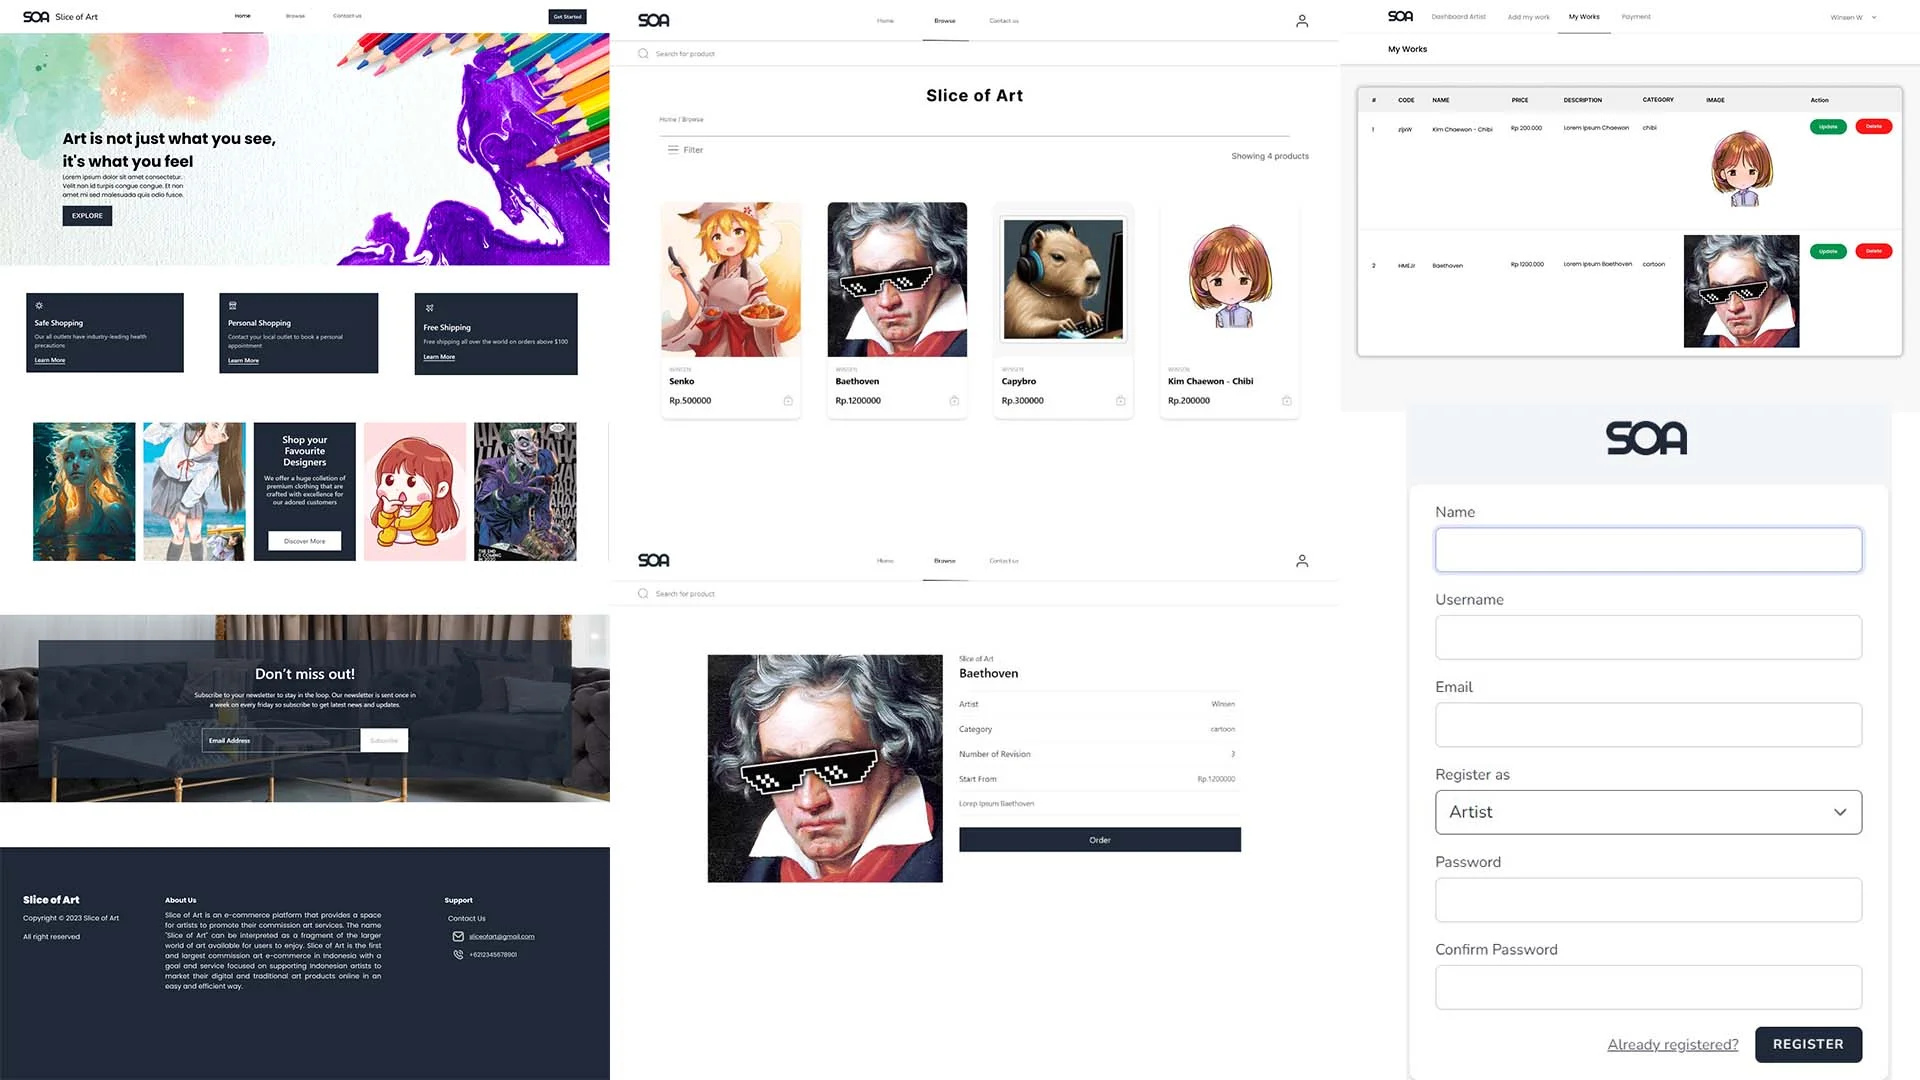 SOA Slice of Art
Home
Browse
Contact us
Get Started
Art is not just what you see,
it's what you feel
Lorem ipsum dolor sit amet consectetur.
Velit non id turpis congue congue. Et non
amet mi sed malesuada quis odio fusce.
EXPLORE
Safe Shopping
Our all outlets have industry-leading health
precautions
Learn More
Personal Shopping
Contact your local outlet to book a personal
appointment
Learn More
Free Shipping
Free shipping all over the world on orders above $100
Learn More
Shop your
Favourite
Designers
We offer a huge colletion of
premium clothing that are
crafted with excellence for
our adored customers
Discover More
Don't miss out!
Subscribe to your newsletter to stay in the loop. Our newsletter is sent once in
a week on every friday so subscribe to get latest news and updates.
Email Address
Subscribe
Slice of Art
Copyright © 2023 Slice of Art
All right reserved
About Us
Slice of Art is an e-commerce platform that provides a space
for artists to promote their commission art services. The name
"Slice of Art" can be interpreted as a fragment of the larger
world of art available for users to enjoy. Slice of Art is the first
and largest commission art e-commerce in Indonesia with a
goal and service focused on supporting Indonesian artists to
market their digital and traditional art products online in an
easy and efficient way.
Support
Contact Us
sliceofart@gmail.com
+6212345678901
SOA
Home
Browse
Contact us
Search for product
Slice of Art
Home / Browse
Filter
Showing 4 products
WINSEN
Senko
Rp.500000
WINSEN
Baethoven
Rp.1200000
WINSEN
Capybro
Rp.300000
WINSEN
Kim Chaewon - Chibi
Rp.200000
SOA
Home
Browse
Contact us
Search for product
Slice of Art
Baethoven
Artist
Winsen
Category
cartoon
Number of Revision
3
Start From
Rp.1200000
Lorep Ipsum Baethoven
Order
SOA
Dashboard Artist
Add my work
My Works
Payment
Winsen W.
My Works
# CODE NAME PRICE DESCRIPTION CATEGORY IMAGE Action
1 Kim Chaewon - Chibi Rp 200.000 Lorem Ipsum Chaewon chibi Update Delete
2 Baethoven Rp 1200.000 Lorem Ipsum Baethoven cartoon Update Delete
SOA
Name
Username
Email
Register as
Artist
Password
Confirm Password
Already registered?
REGISTER